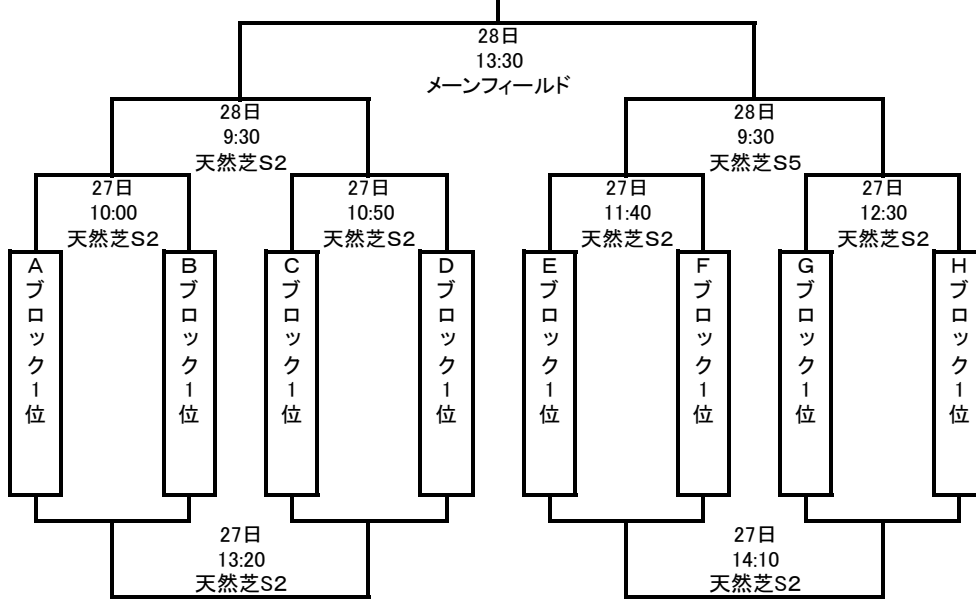 28日
13:30
メーンフィールド
28日
9:30
天然芝S2
28日
9:30
天然芝S5
27日
10:00
天然芝S2
27日
10:50
天然芝S2
27日
11:40
天然芝S2
27日
12:30
天然芝S2
Aブロック1位
Bブロック1位
Cブロック1位
Dブロック1位
Eブロック1位
Fブロック1位
Gブロック1位
Hブロック1位
27日
13:20
天然芝S2
27日
14:10
天然芝S2